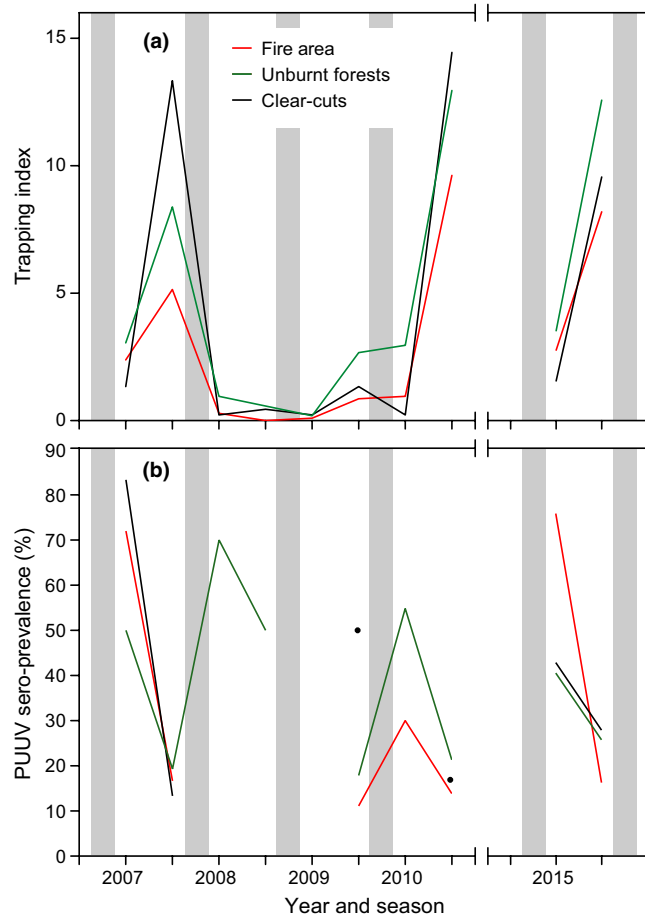 (a)
Fire area
Unburnt forests
Clear-cuts
15
10
5
0
Trapping index
(b)
90
80
70
60
50
40
30
20
10
0
PUUV sero-prevalence (%)
2007 2008 2009 2010 2015
Year and season